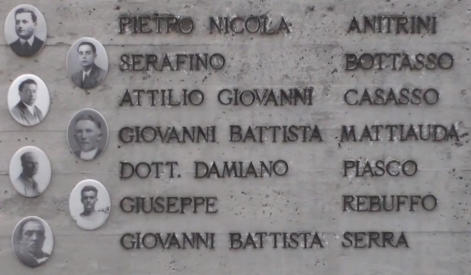 PIETRO NICOLA ANITRINI
SERAFINO BOTTASSO
ATTILIO GIOVANNI CASASSO
GIOVANNI BATTISTA MATTIAUDA
DOTT. DAMIANO PIASCO
GIUSEPPE REBUFFO
GIOVANNI BATTISTA SERRA